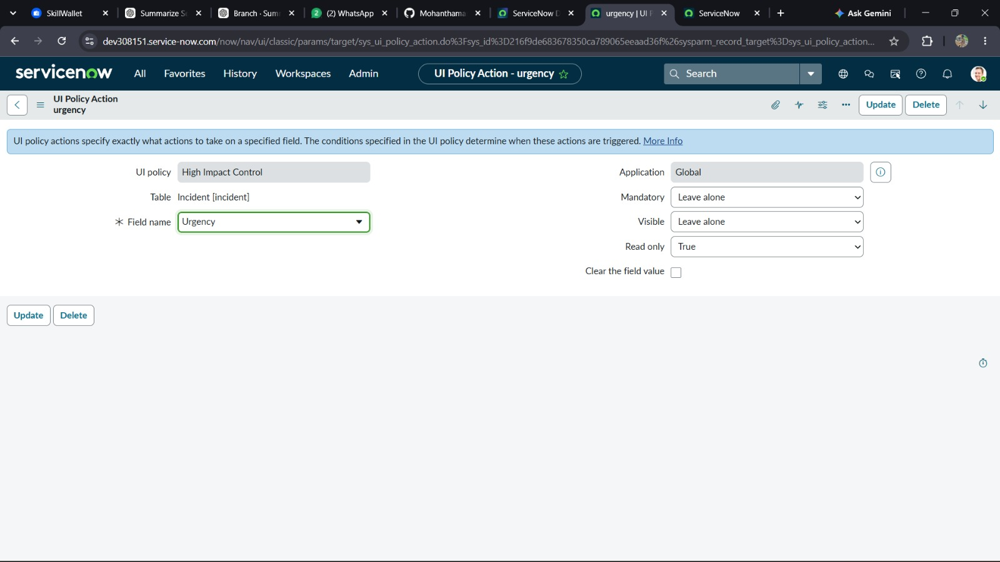 SkillWallet
Summarize S
Branch · Sum
2 (2) WhatsApp
Mohanthama
ServiceNow D
urgency | UI P
ServiceNow
Ask Gemini
dev308151.service-now.com/now/nav/ui/classic/params/target/sys_ui_policy_action.do%3Fsys_id%3D216f9de683678350ca789065eeaad36f%26sysparm_record_target%3Dsys_ui_policy_action...
servicenow
All
Favorites
History
Workspaces
Admin
UI Policy Action - urgency
Search
UI Policy Action
urgency
Update
Delete
UI policy actions specify exactly what actions to take on a specified field. The conditions specified in the UI policy determine when these actions are triggered. More Info
UI policy High Impact Control
Application Global
Table Incident [incident]
Mandatory Leave alone
Field name Urgency
Visible Leave alone
Read only True
Clear the field value
Update
Delete